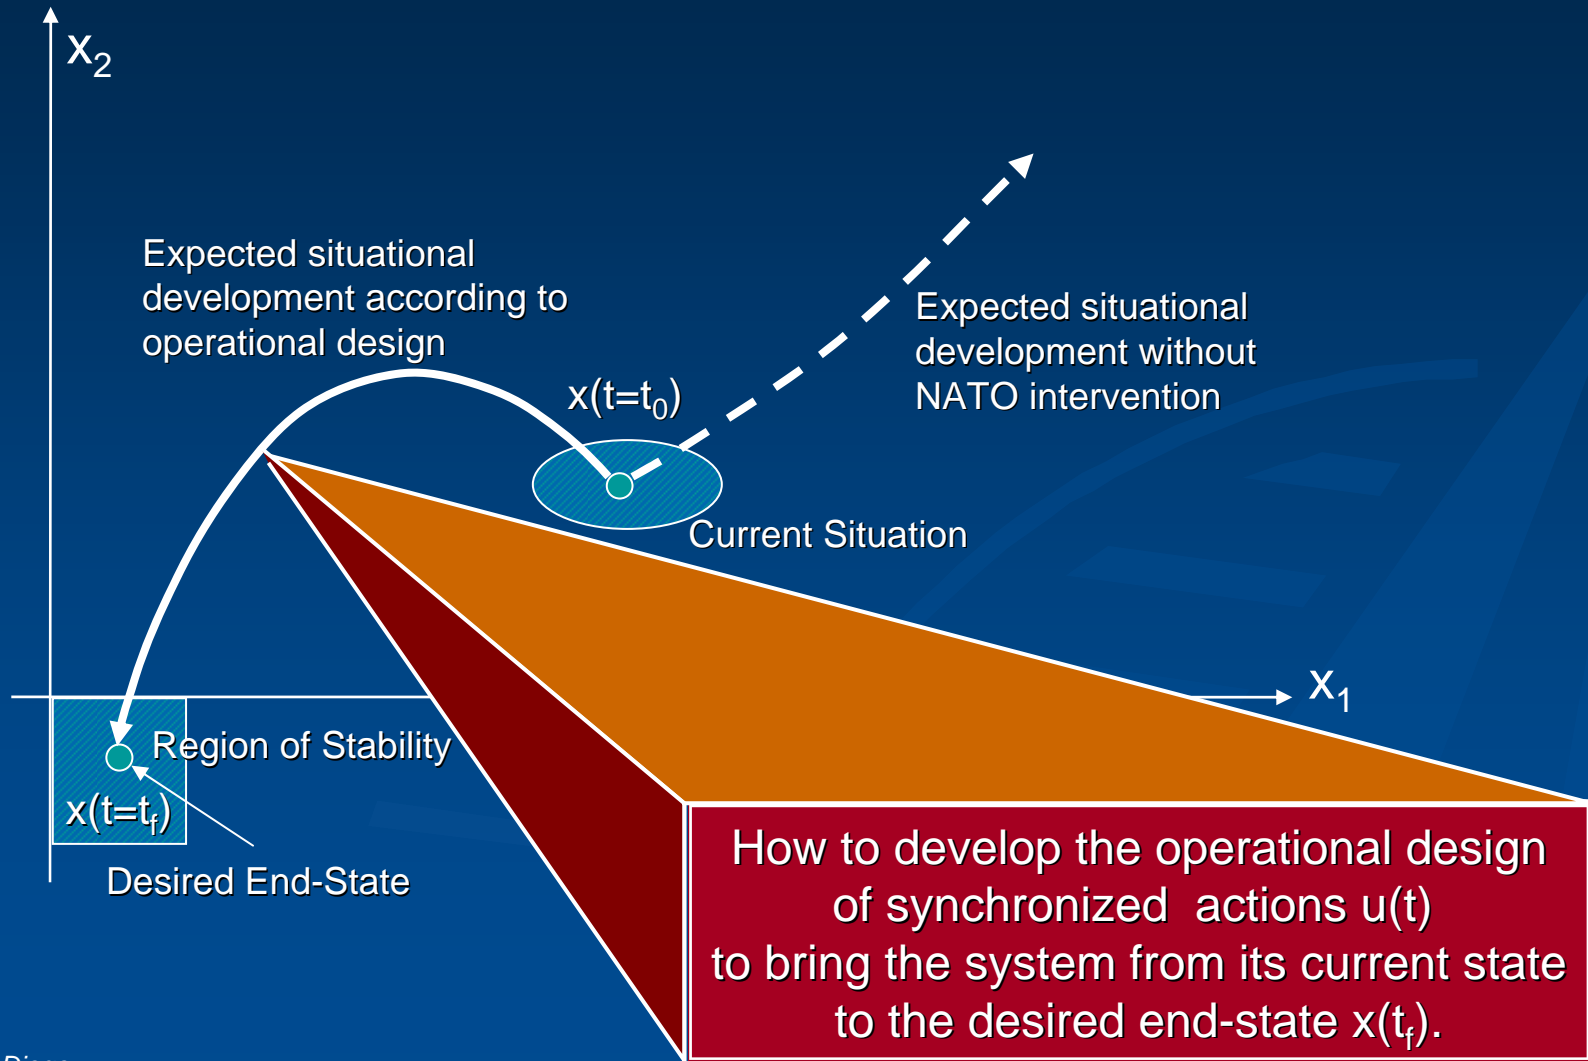 x₂
Expected situational
development according to
operational design
Expected situational
development without
NATO intervention
x(t=t₀)
Current Situation
x₁
Region of Stability
x(t=t_f)
Desired End-State
How to develop the operational design
of synchronized actions u(t)
to bring the system from its current state
to the desired end-state x(t_f).